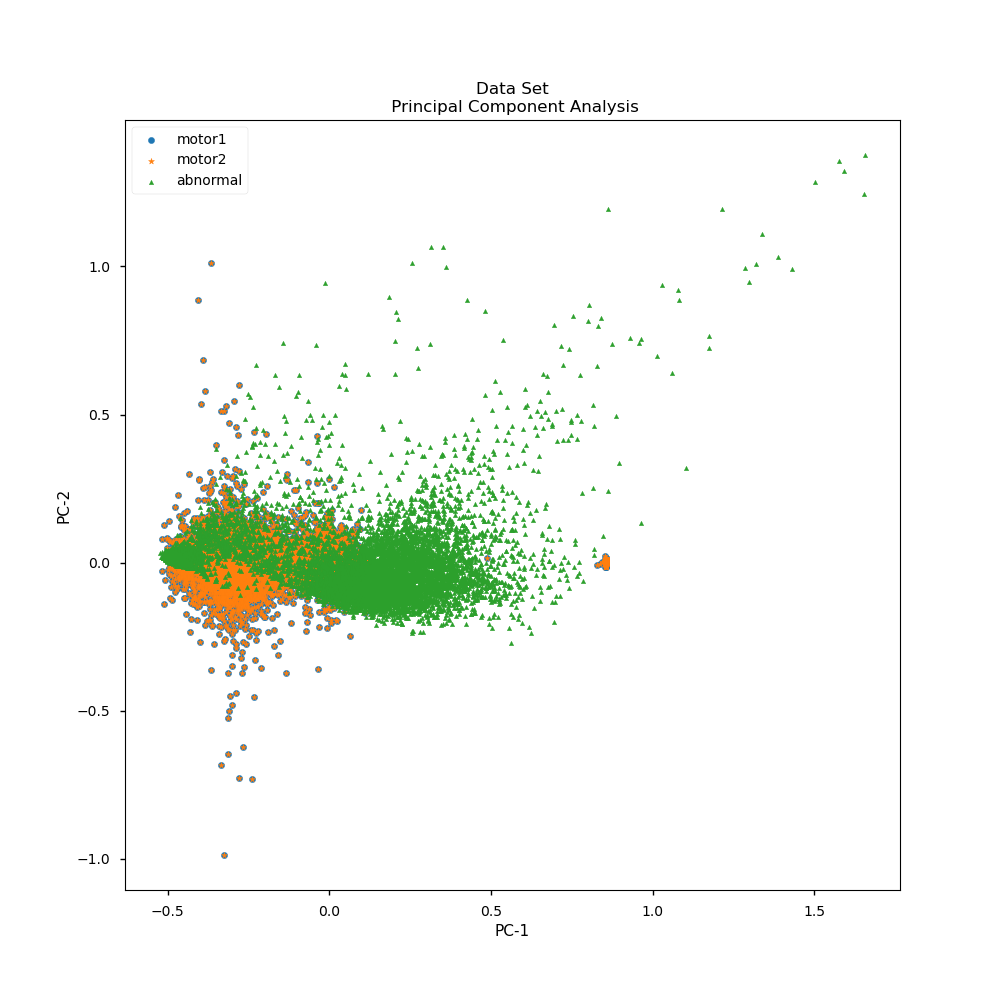 Data Set
Principal Component Analysis
motor1
motor2
abnormal
PC-2
1.0
0.5
0.0
−0.5
−1.0
−0.5
0.0
0.5
1.0
1.5
PC-1